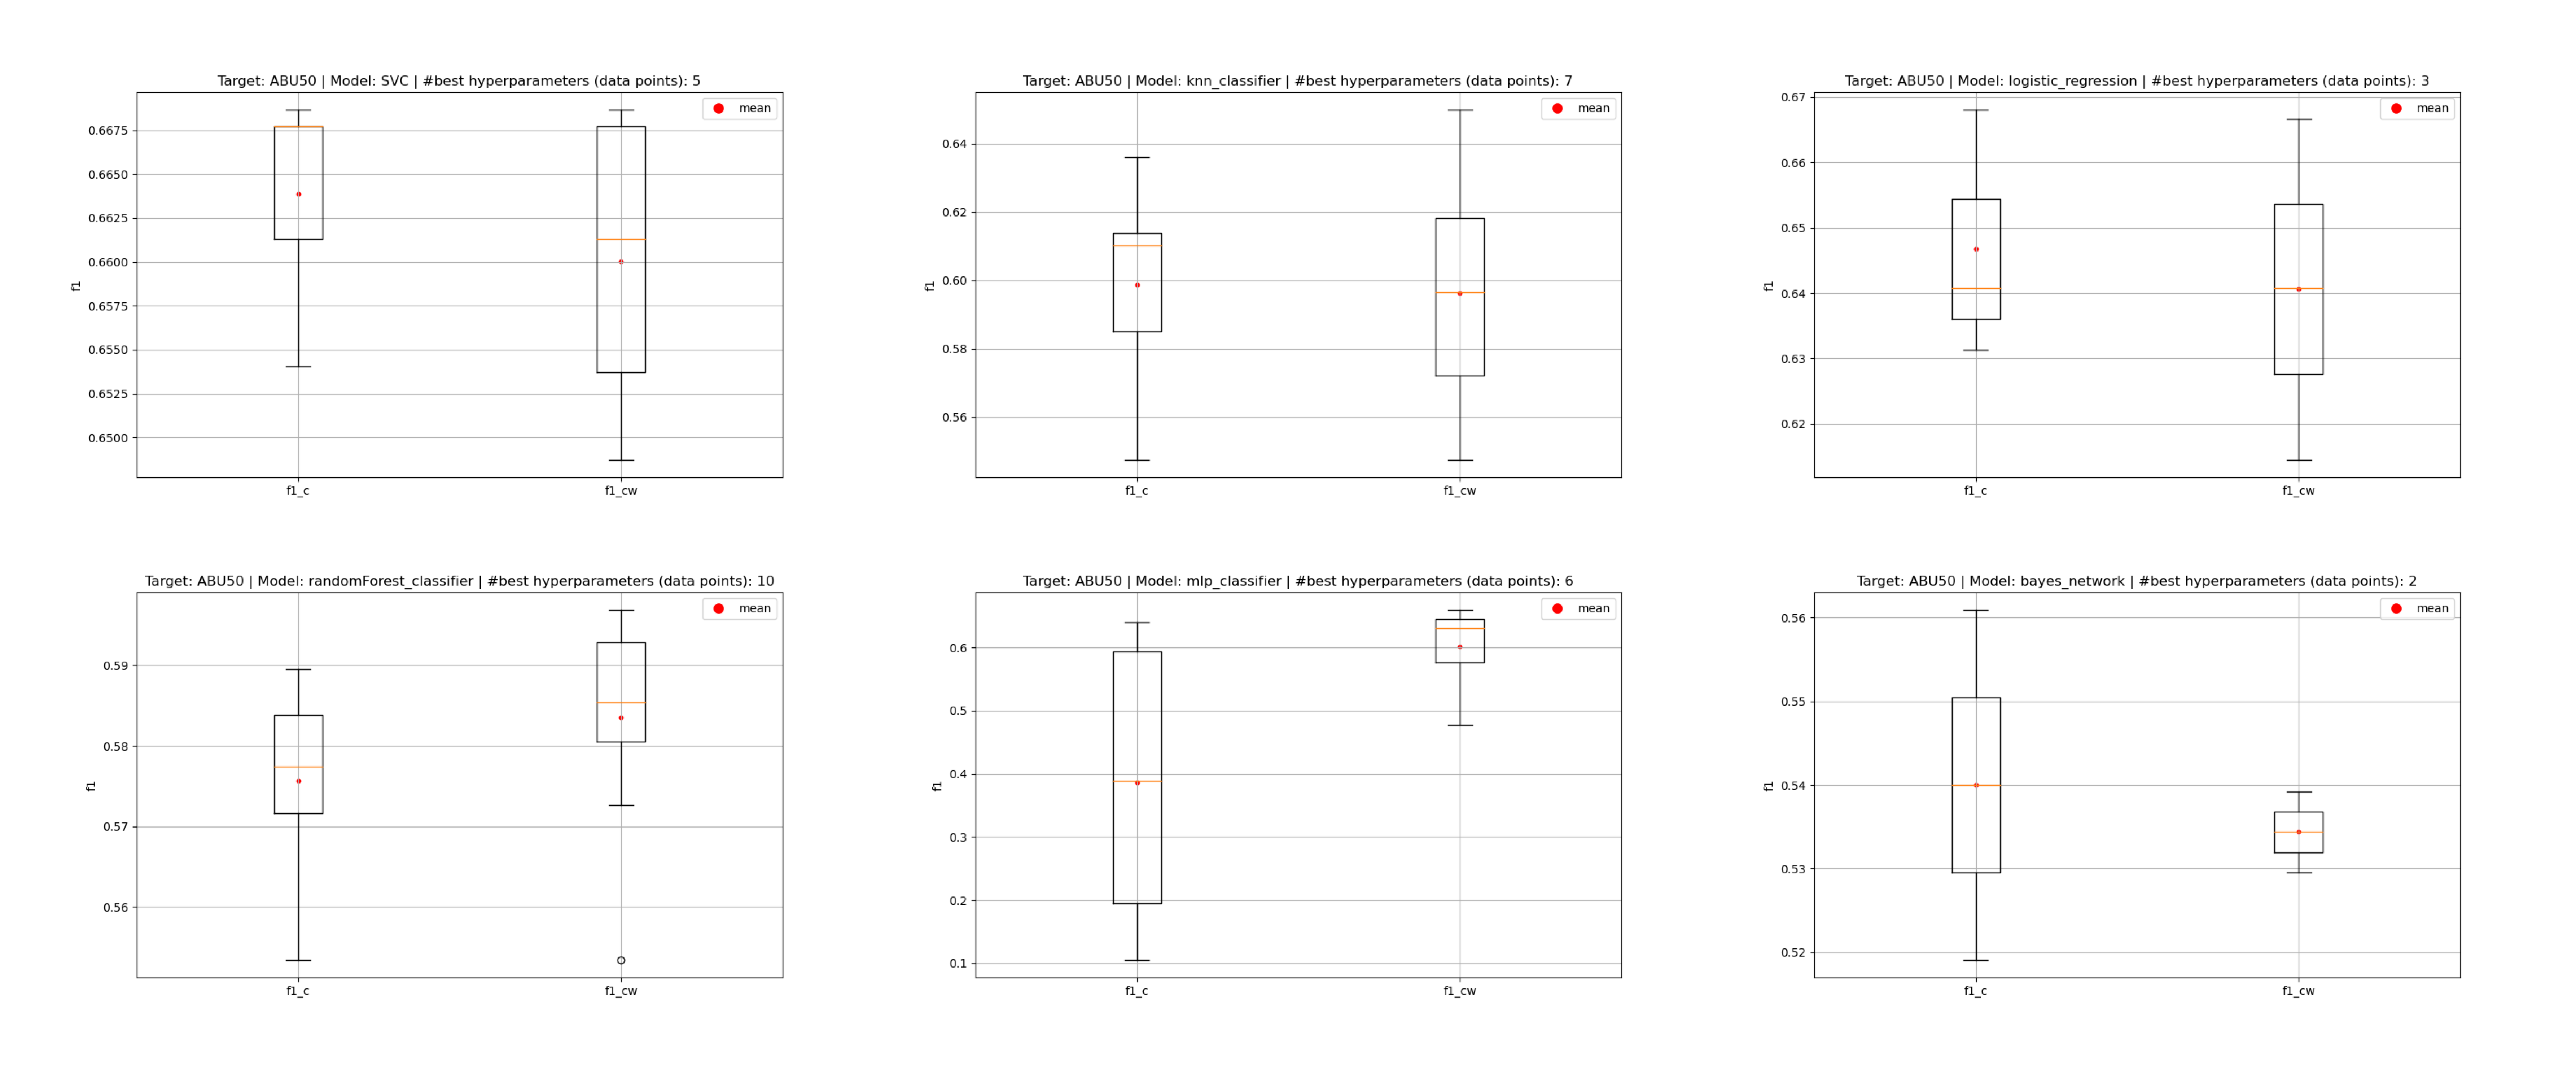 Target: ABU50 | Model: SVC | #best hyperparameters (data points): 5
mean
0.6675
0.6650
0.6625
0.6600
0.6575
0.6550
0.6525
0.6500
f1
f1_c
f1_cw
Target: ABU50 | Model: knn_classifier | #best hyperparameters (data points): 7
mean
0.64
0.62
0.60
0.58
0.56
f1
f1_c
f1_cw
Target: ABU50 | Model: logistic_regression | #best hyperparameters (data points): 3
mean
0.67
0.66
0.65
0.64
0.63
0.62
f1
f1_c
f1_cw
Target: ABU50 | Model: randomForest_classifier | #best hyperparameters (data points): 10
mean
0.59
0.58
0.57
0.56
f1
f1_c
f1_cw
Target: ABU50 | Model: mlp_classifier | #best hyperparameters (data points): 6
mean
0.6
0.5
0.4
0.3
0.2
0.1
f1
f1_c
f1_cw
Target: ABU50 | Model: bayes_network | #best hyperparameters (data points): 2
mean
0.56
0.55
0.54
0.53
0.52
f1
f1_c
f1_cw